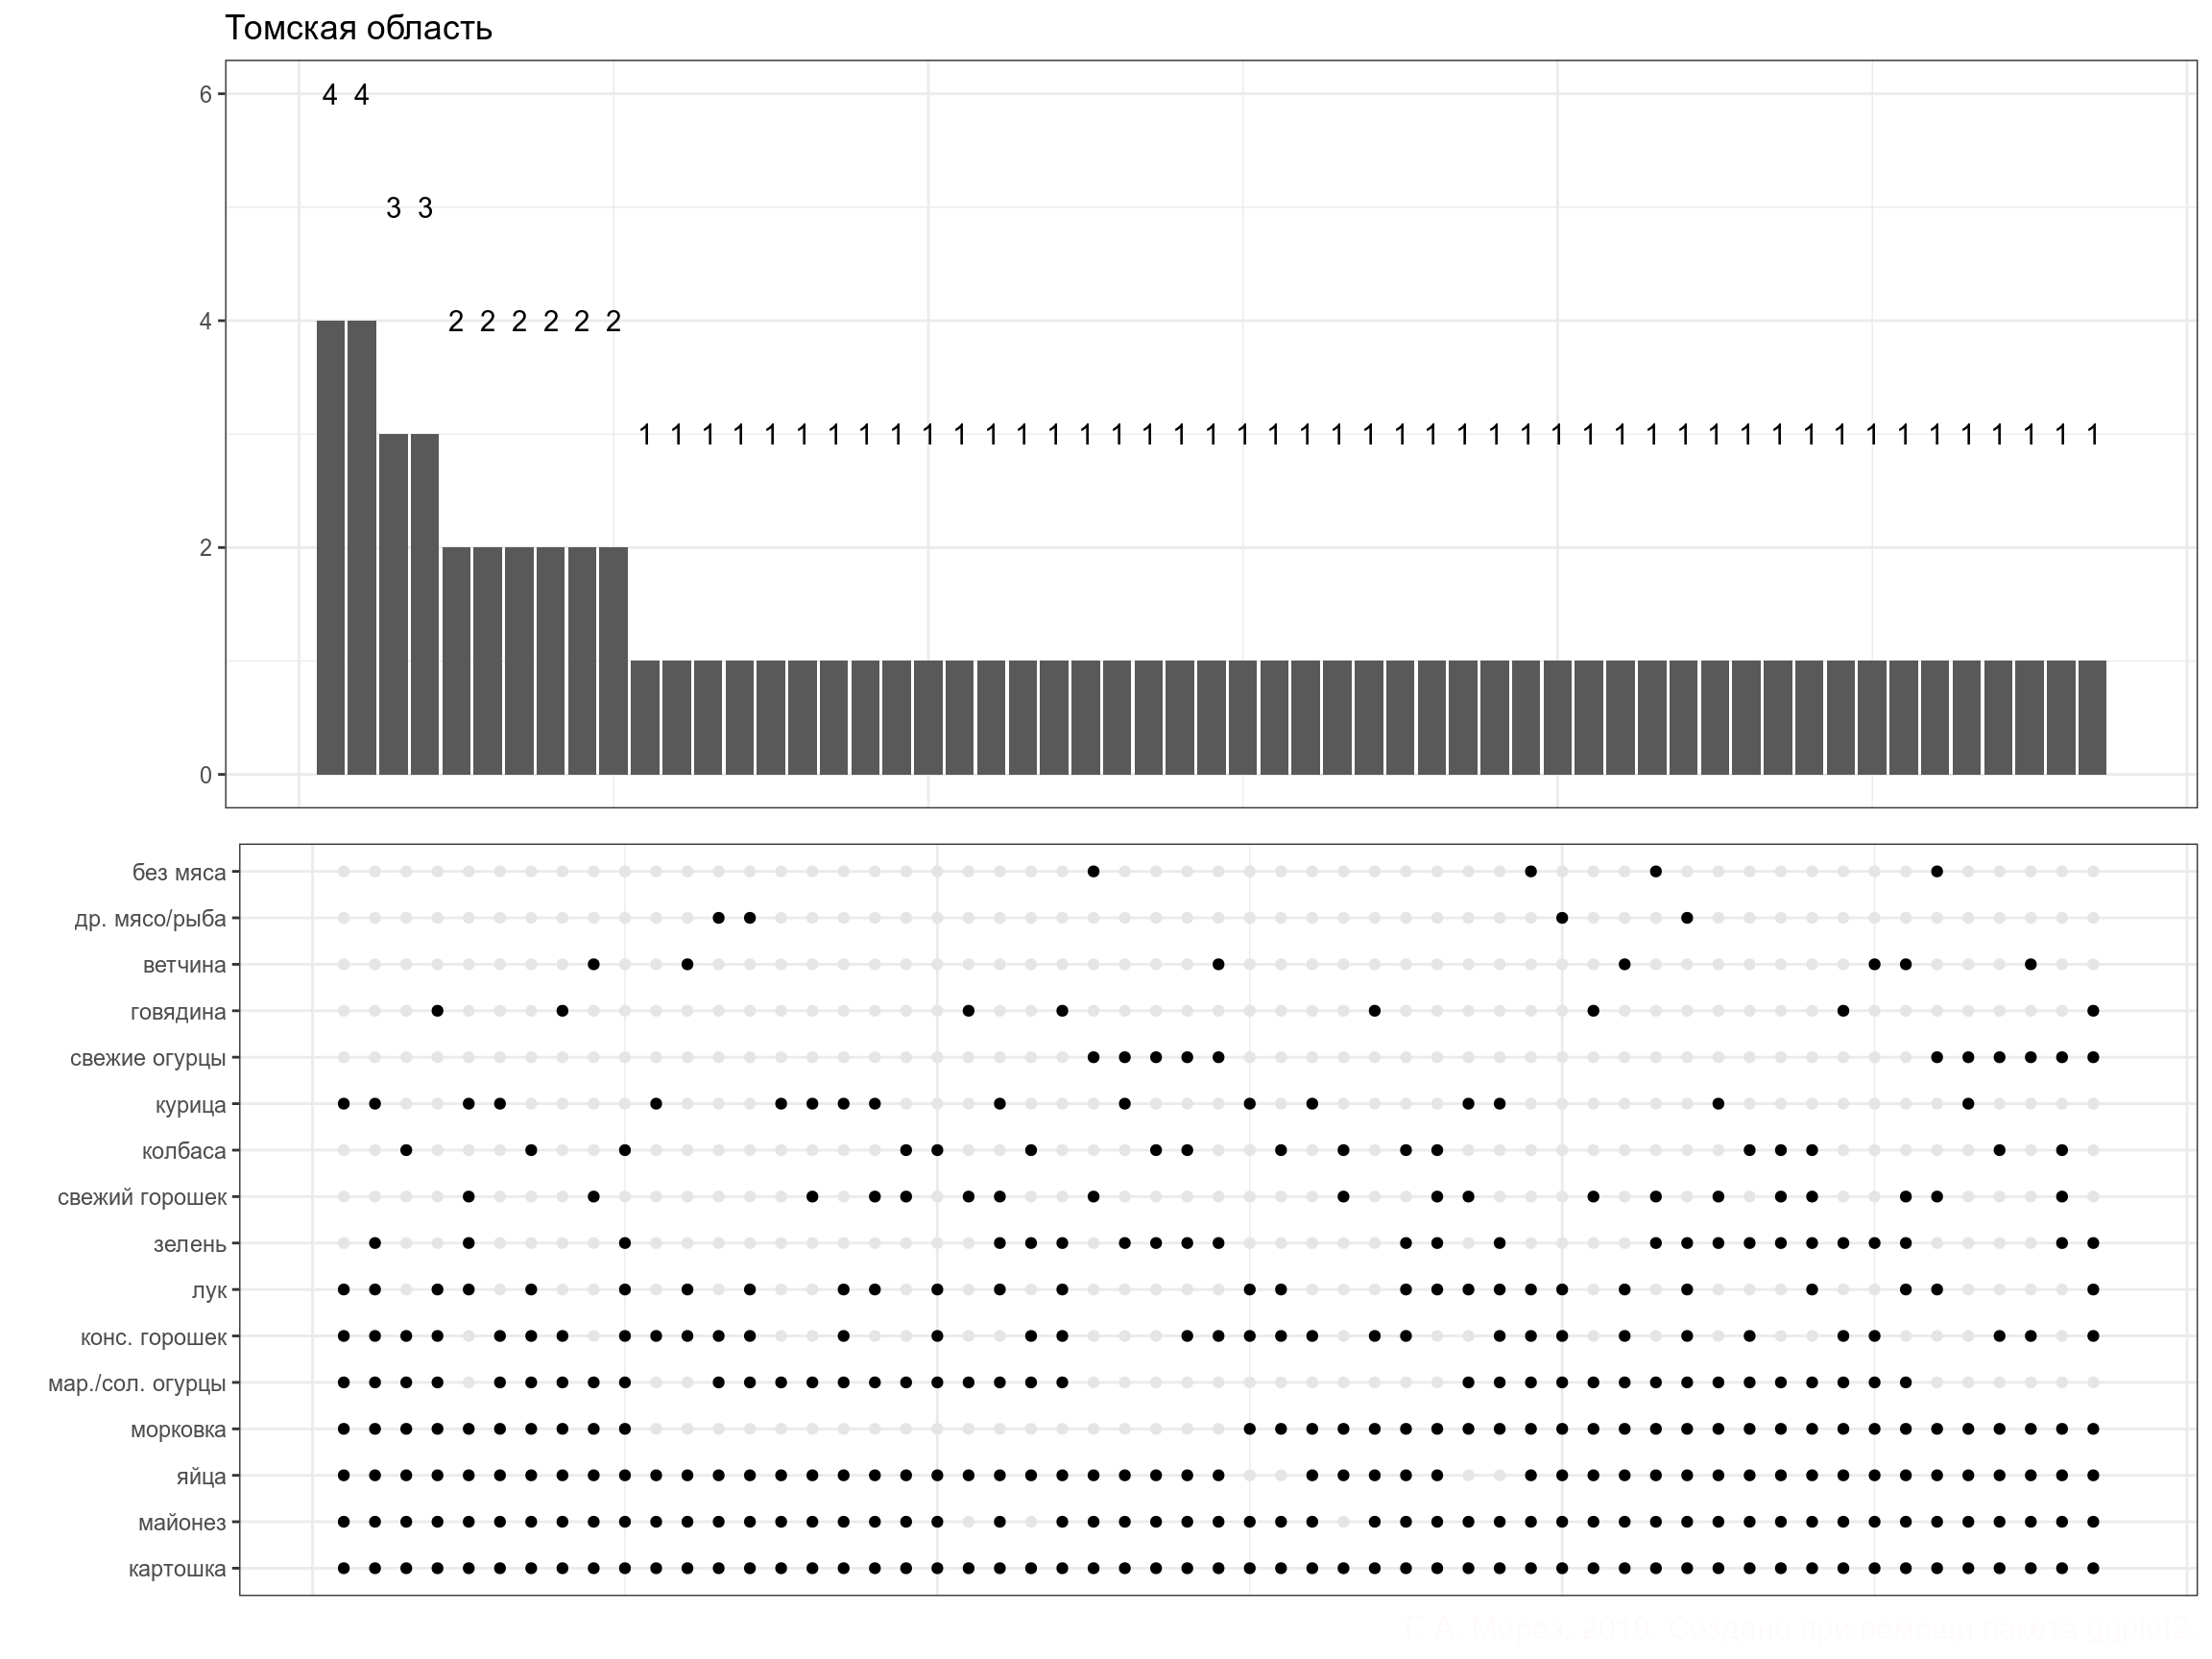 Томская область
6 4 4
3 3
4 2 2 2 2 2 2
1 1 1 1 1 1 1 1 1 1 1 1 1 1 1 1 1 1 1 1 1 1 1 1 1 1 1 1 1 1 1 1 1 1 1 1 1 1 1 1 1 1 1 1 1 1 1
2
0
без мяса
др. мясо/рыба
ветчина
говядина
свежие огурцы
курица
колбаса
свежий горошек
зелень
лук
конс. горошек
мар./сол. огурцы
морковка
яйца
майонез
картошка
Г. А. Мороз, 2019. Создано при помощи пакета ggplot2.